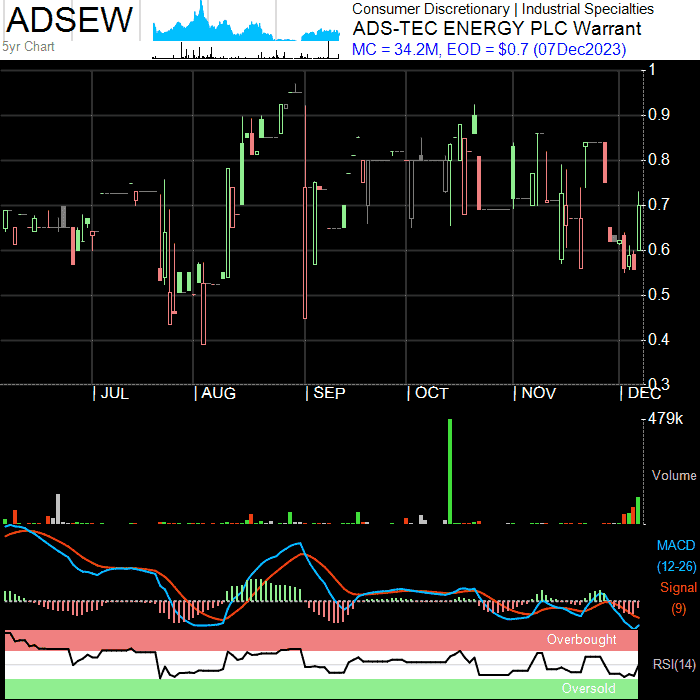 ADSEW
5yr Chart
Consumer Discretionary | Industrial Specialties
ADS-TEC ENERGY PLC Warrant
MC = 34.2M, EOD = $0.7 (07Dec2023)
1
0.9
0.8
0.7
0.6
0.5
0.4
0.3
JUL
AUG
SEP
OCT
NOV
DEC
479k
Volume
MACD
(12-26)
Signal
(9)
Overbought
RSI(14)
Oversold